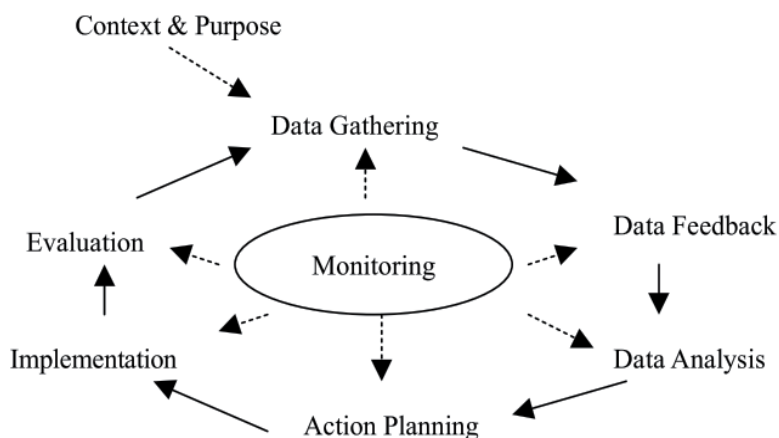 Context & Purpose
Data Gathering
Evaluation
Monitoring
Data Feedback
Implementation
Data Analysis
Action Planning